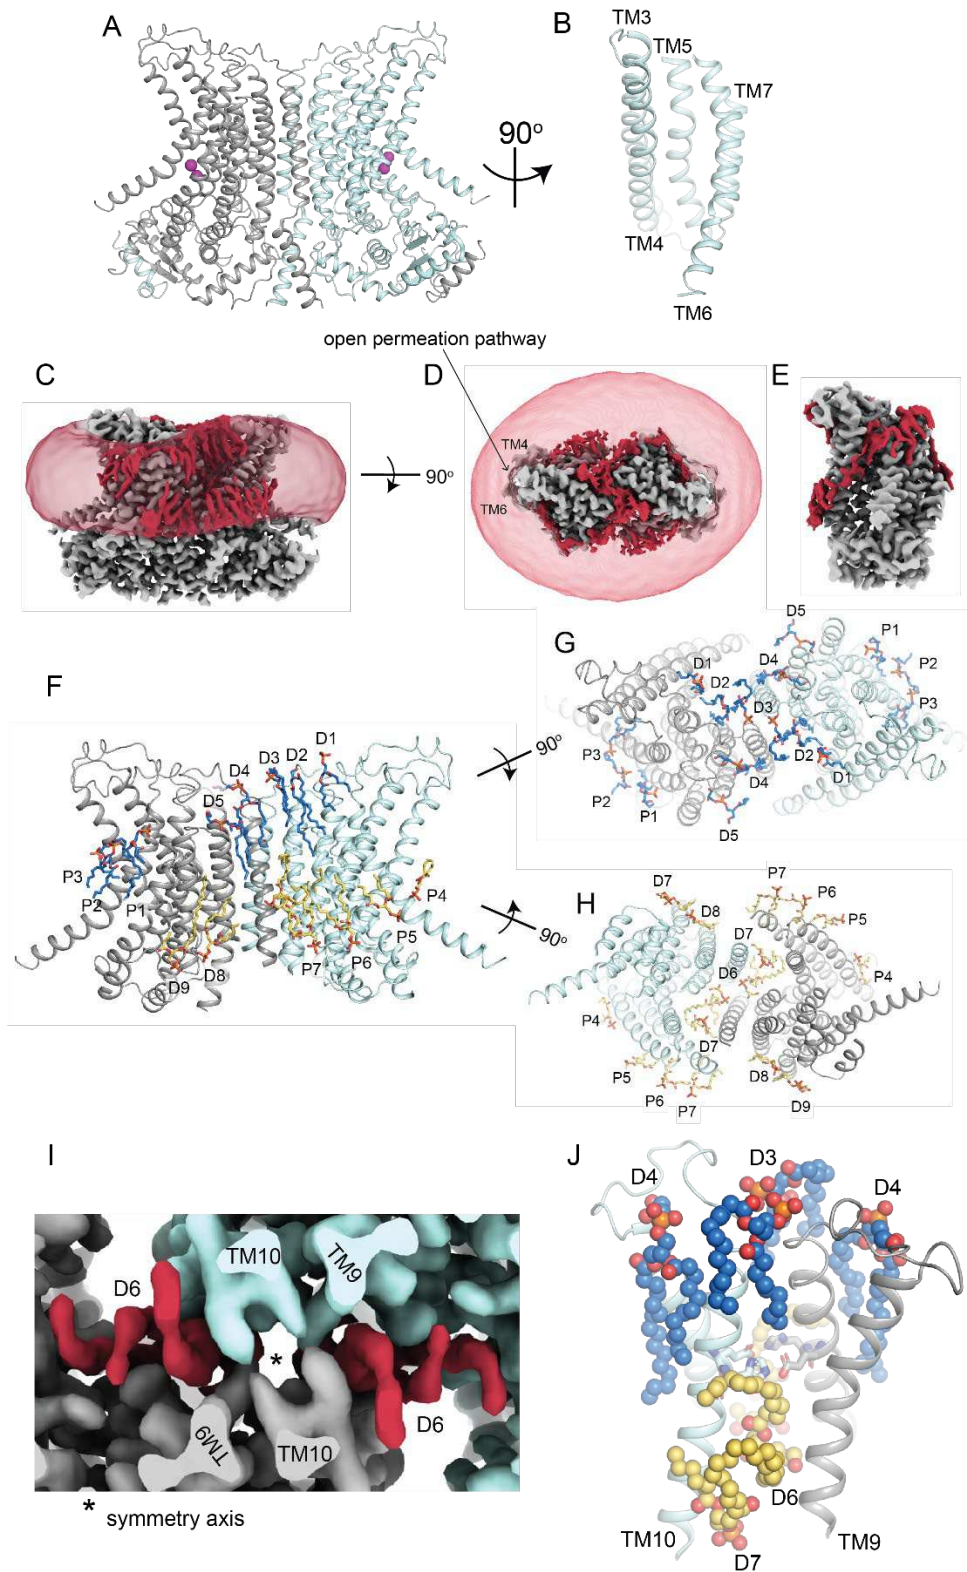 A
B
TM3
TM5
TM7
90°
TM4
TM6
open permeation pathway
C
D
E
TM4
TM6
90°
F
G
D5
P1
D1
D4
P2
D2
D3
P3
P3
D2
D1
D4
P2
P1
D5
90°
D1
D3
D2
D4
D5
P3
P2
P1
P4
P5
D9
D8
P7
P6
90°
H
P7
D7
P6
D8
D7
P5
D6
P4
P4
D7
P5
D8
P6
P7
D9
I
TM10
TM9
D6
*
D6
TM9
TM10
* symmetry axis
J
D3
D4
D4
D6
TM10
TM9
D7